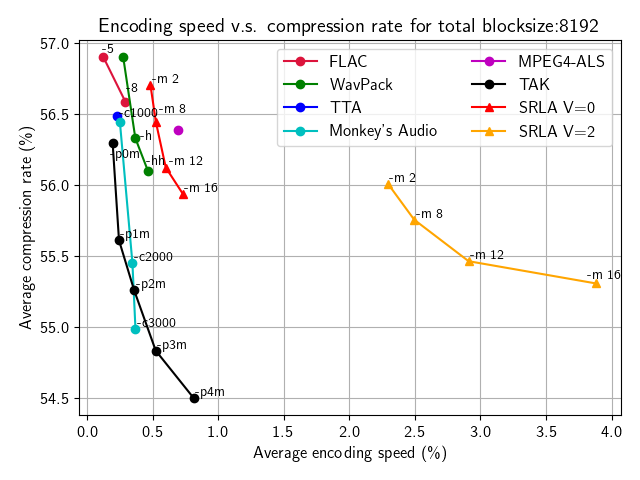 Encoding speed v.s. compression rate for total blocksize:8192
57.0
56.5
56.0
55.5
55.0
54.5
Average compression rate (%)
0.0 0.5 1.0 1.5 2.0 2.5 3.0 3.5 4.0
Average encoding speed (%)
FLAC
WavPack
TTA
Monkey's Audio
MPEG4-ALS
TAK
SRLA V=0
SRLA V=2
-5
-8
-m 2
-m 8
-c1000
-h
-p0m
-hh
-m 12
-m 16
-m 2
-m 8
-p1m
-c2000
-m 12
-m 16
-p2m
-c3000
-p3m
-p4m